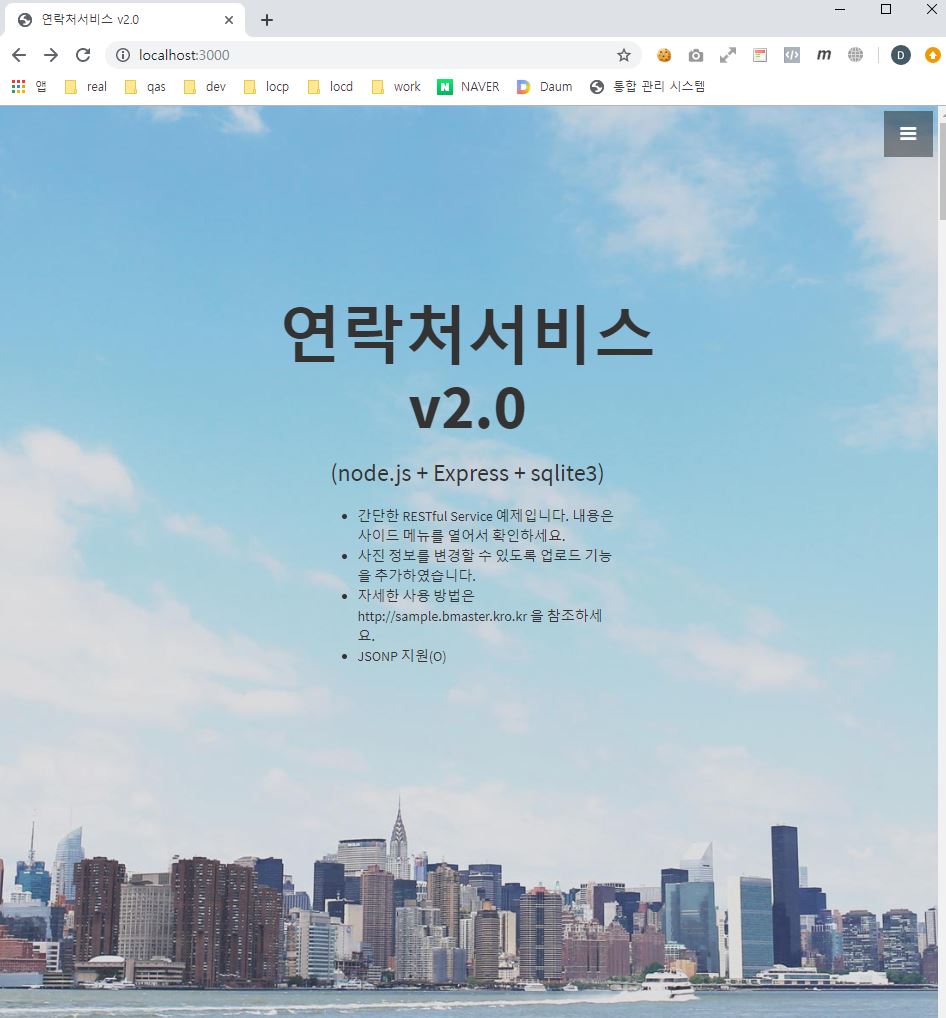 연락처서비스 v2.0
localhost:3000
D
앱 real qas dev locp locd work N NAVER Daum 통합 관리 시스템
연락처서비스
v2.0
(node.js + Express + sqlite3)
간단한 RESTful Service 예제입니다. 내용은
사이드 메뉴를 열어서 확인하세요.
사진 정보를 변경할 수 있도록 업로드 기능
을 추가하였습니다.
자세한 사용 방법은
http://sample.bmaster.kro.kr 을 참조하세
요.
JSONP 지원(O)